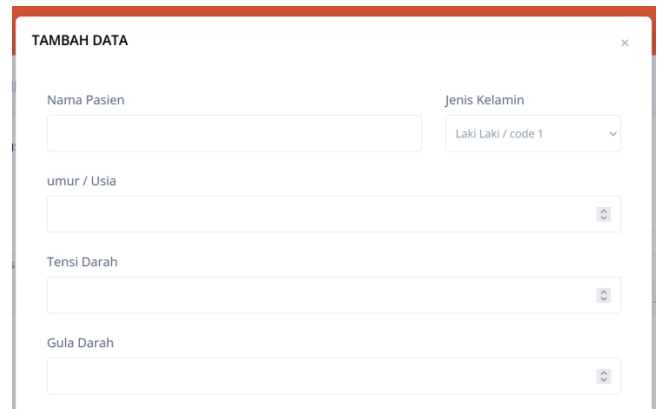 TAMBAH DATA ×
Nama Pasien Jenis Kelamin
Laki Laki / code 1
umur / Usia
Tensi Darah
Gula Darah